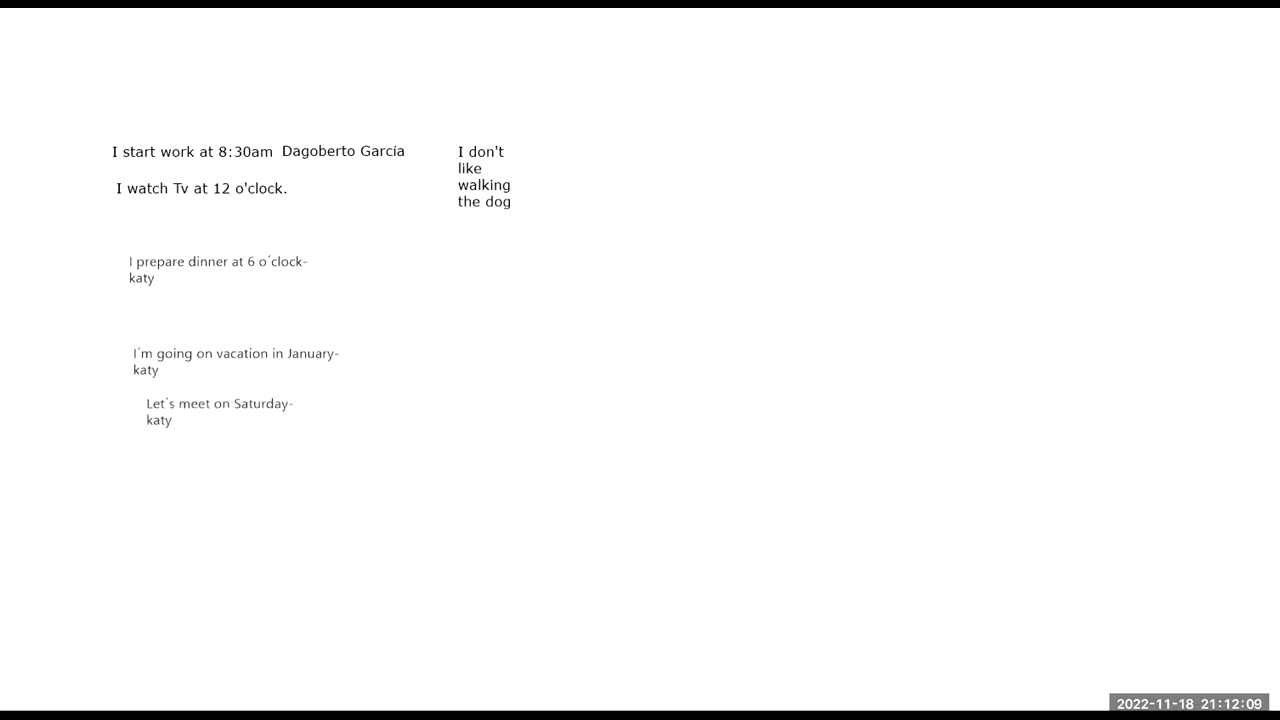 I start work at 8:30am Dagoberto García
I watch Tv at 12 o'clock.
I don't
like
walking
the dog
I prepare dinner at 6 o´clock-
katy
I´m going on vacation in January-
katy
Let´s meet on Saturday-
katy
2022-11-18 21:12:09